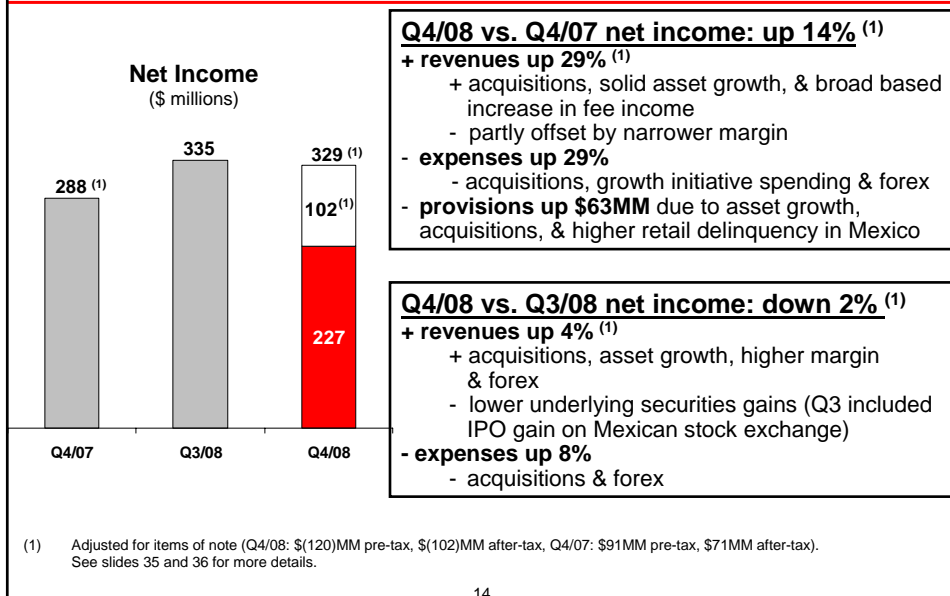 Net Income
($ millions)
288 (1)
335
329 (1)
102(1)
227
Q4/07
Q3/08
Q4/08
Q4/08 vs. Q4/07 net income: up 14% (1)
+ revenues up 29% (1)
+ acquisitions, solid asset growth, & broad based
increase in fee income
- partly offset by narrower margin
- expenses up 29%
- acquisitions, growth initiative spending & forex
- provisions up $63MM due to asset growth,
acquisitions, & higher retail delinquency in Mexico
Q4/08 vs. Q3/08 net income: down 2% (1)
+ revenues up 4% (1)
+ acquisitions, asset growth, higher margin
& forex
- lower underlying securities gains (Q3 included
IPO gain on Mexican stock exchange)
- expenses up 8%
- acquisitions & forex
(1) Adjusted for items of note (Q4/08: $(120)MM pre-tax, $(102)MM after-tax, Q4/07: $91MM pre-tax, $71MM after-tax).
See slides 35 and 36 for more details.
14